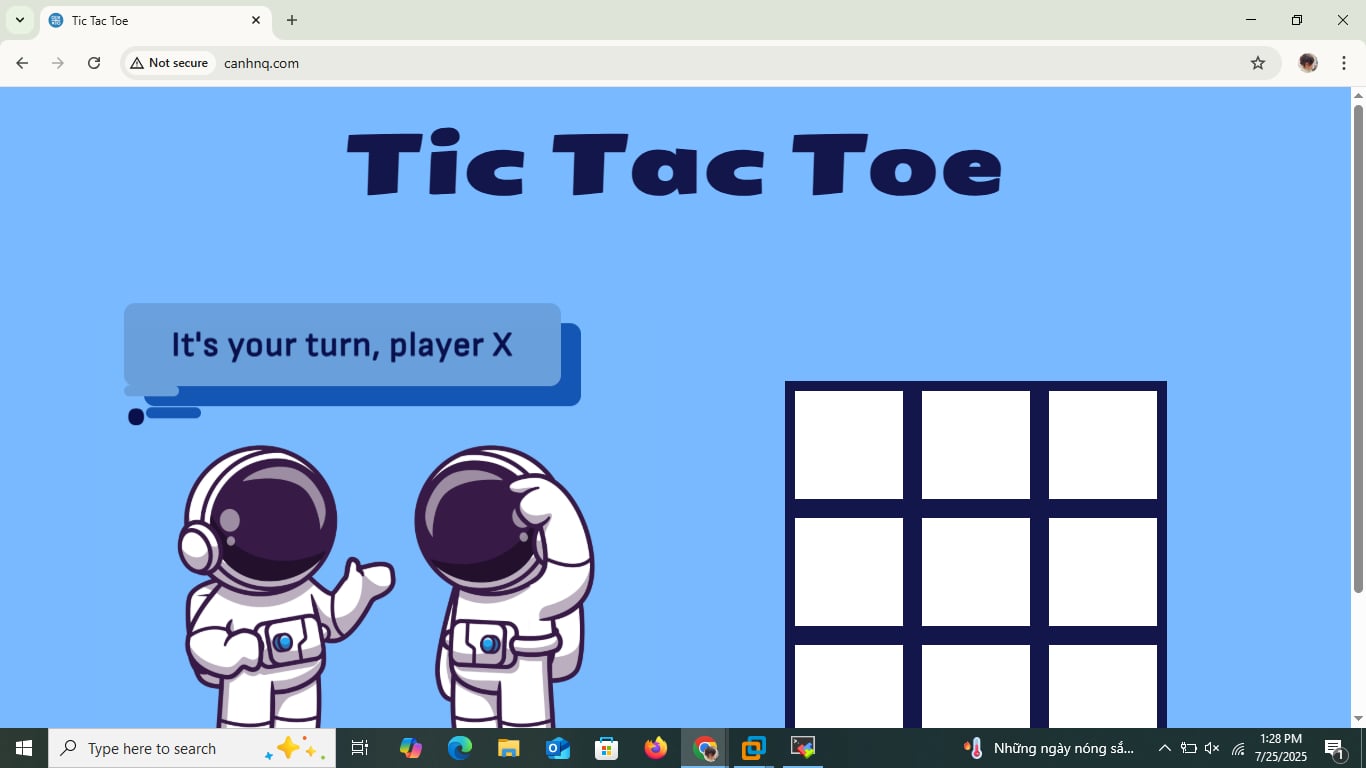 Tic Tac Toe
Not secure
canhnq.com
Tic Tac Toe
It's your turn, player X
Type here to search
Những ngày nóng sắ...
1:28 PM
7/25/2025
1